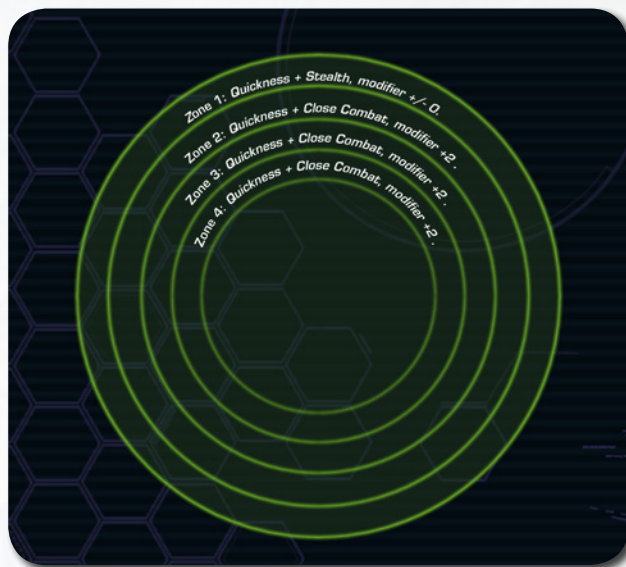 Zone 1: Quickness + Stealth, modifier +/- 0.
Zone 2: Quickness + Close Combat, modifier +2 .
Zone 3: Quickness + Close Combat, modifier +2 .
Zone 4: Quickness + Close Combat, modifier +2 .